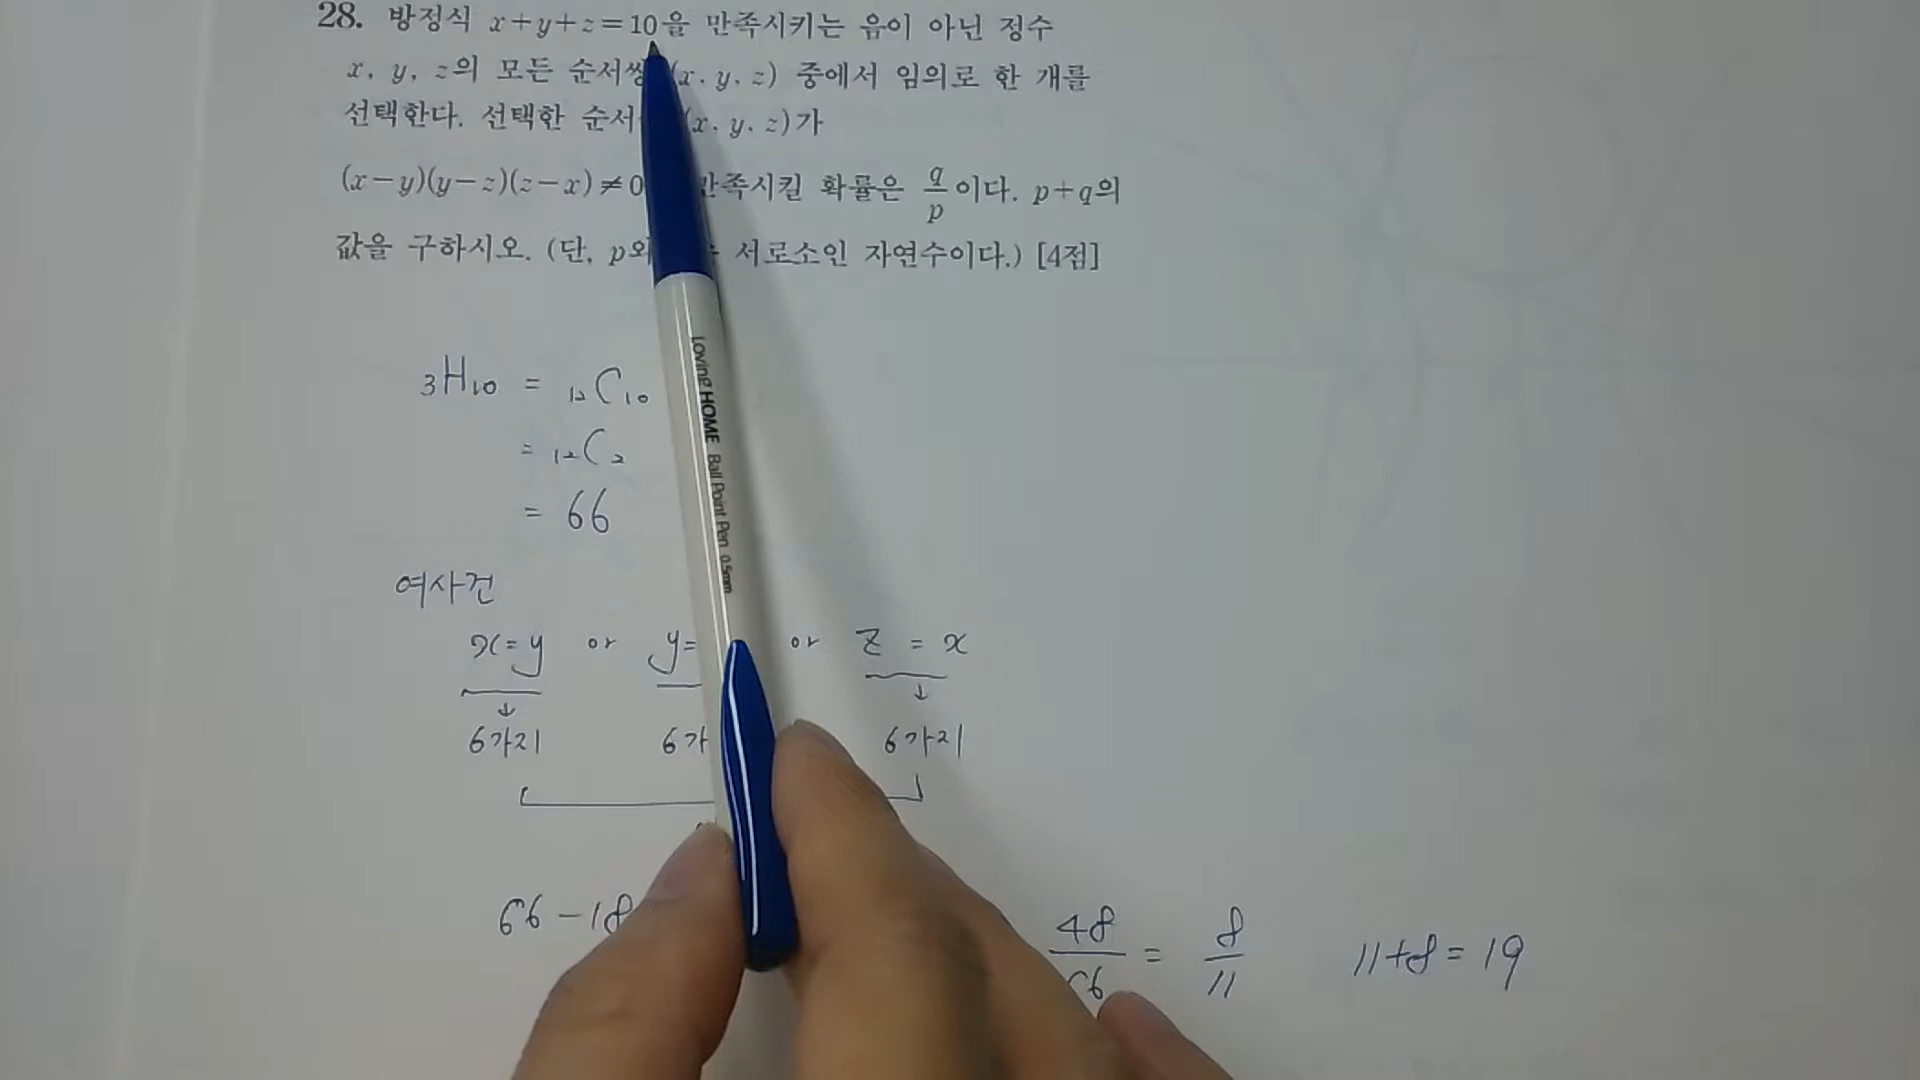 28. 방정식 x+y+z=10을 만족시키는 음이 아닌 정수
x, y, z의 모든 순서쌍 (x, y, z) 중에서 임의로 한 개를
선택한다. 선택한 순서 (x, y, z)가
(x-y)(y-z)(z-x)≠0 만족시킬 확률은 q/p 이다. p+q의
값을 구하시오. (단, p와 서로소인 자연수이다.) [4점]
₃H₁₀ = ₁₂C₁₀
= ₁₂C₂
= 66
여사건
x=y or y= or z = x
↓ ↓
6가지 6가 6가지
66-18 48/66 = 8/11 11+8=19
Loving HOME Ball Point Pen 0.5mm